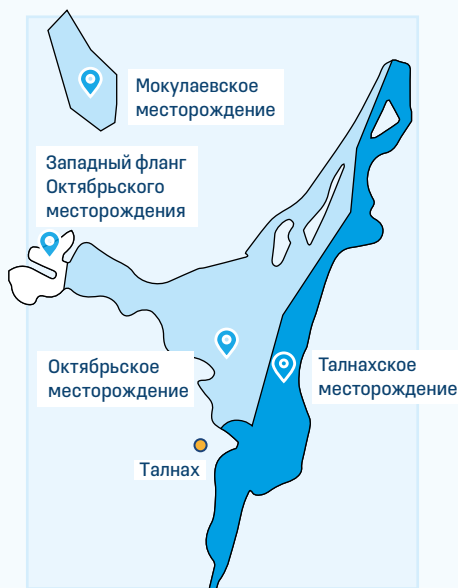 Мокулаевское
месторождение
Западный фланг
Октябрьского
месторождения
Октябрьское
месторождение
Талнахское
месторождение
Талнах